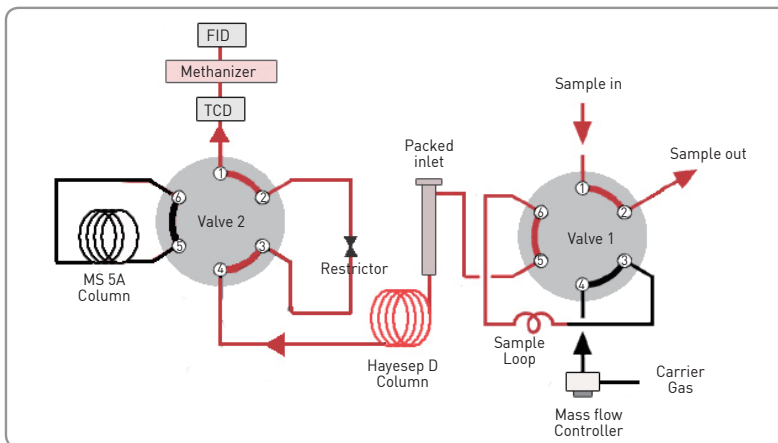 FID
Methanizer
TCD
1
2
3
4
5
6
Valve 2
MS 5A
Column
Restrictor
Packed
inlet
Hayesep D
Column
Sample in
Sample out
1
2
3
4
5
6
Valve 1
Sample
Loop
Carrier
Gas
Mass flow
Controller